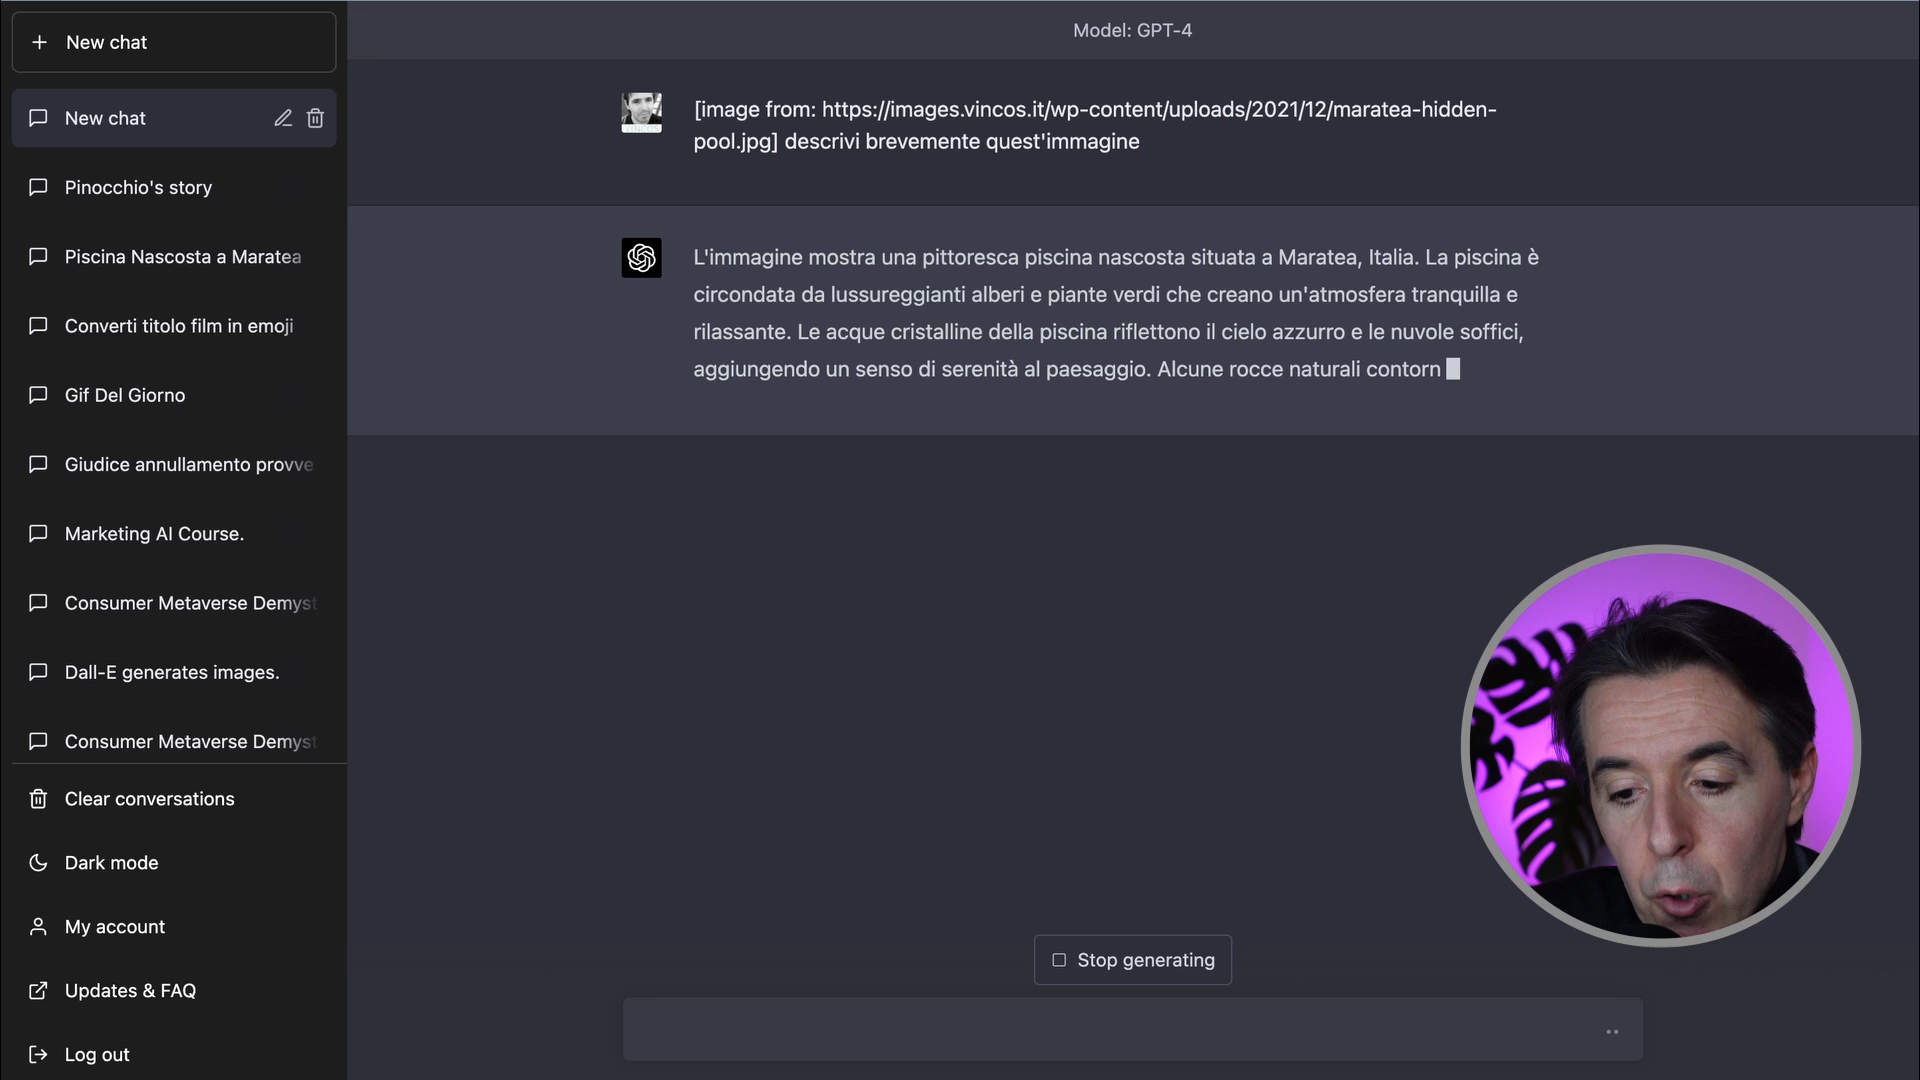 New chat
New chat
Pinocchio's story
Piscina Nascosta a Maratea
Converti titolo film in emoji
Gif Del Giorno
Giudice annullamento provve
Marketing AI Course.
Consumer Metaverse Demyst
Dall-E generates images.
Consumer Metaverse Demyst
Clear conversations
Dark mode
My account
Updates & FAQ
Log out
Model: GPT-4
[image from: https://images.vincos.it/wp-content/uploads/2021/12/maratea-hidden-
pool.jpg] descrivi brevemente quest'immagine
L'immagine mostra una pittoresca piscina nascosta situata a Maratea, Italia. La piscina è
circondata da lussureggianti alberi e piante verdi che creano un'atmosfera tranquilla e
rilassante. Le acque cristalline della piscina riflettono il cielo azzurro e le nuvole soffici,
aggiungendo un senso di serenità al paesaggio. Alcune rocce naturali contorn
Stop generating